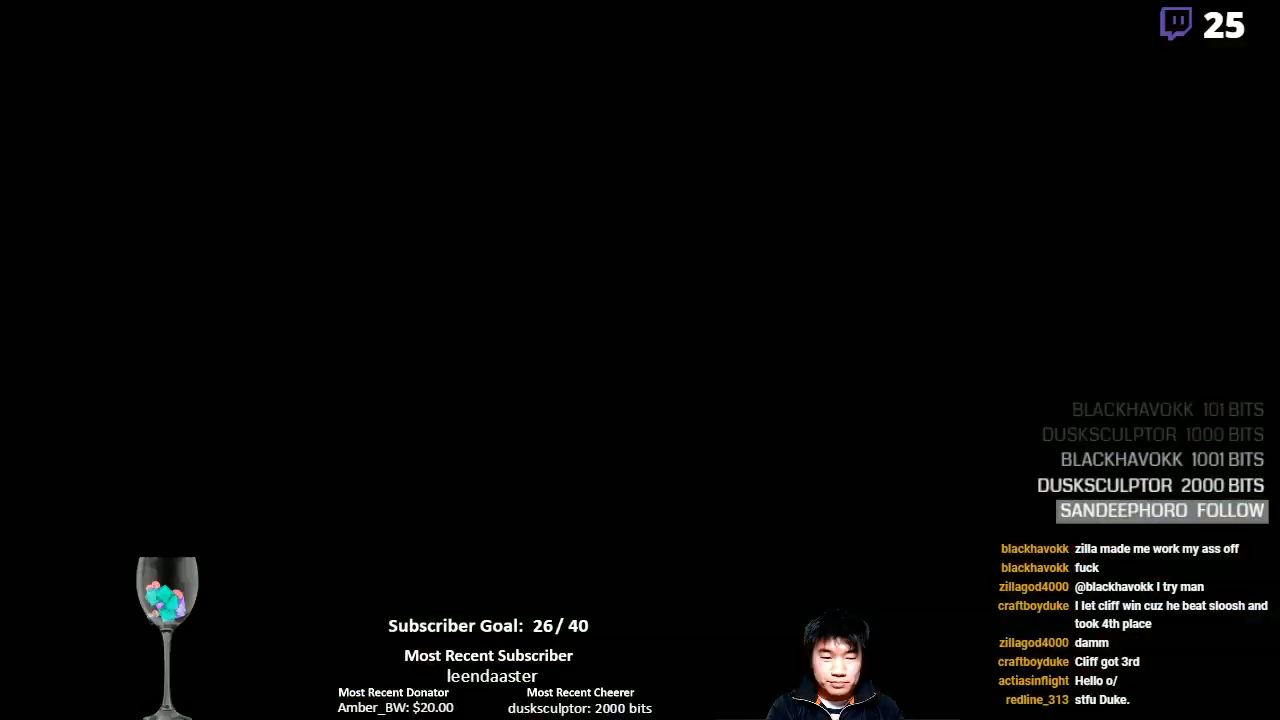 25
BLACKHAVOKK 101 BITS
DUSKSCULPTOR 1000 BITS
BLACKHAVOKK 1001 BITS
DUSKSCULPTOR 2000 BITS
SANDEEPHORO FOLLOW
blackhavokk zilla made me work my ass off
blackhavokk fuck
zillagod4000 @blackhavokk I try man
craftboyduke I let cliff win cuz he beat sloosh and
took 4th place
zillagod4000 damm
craftboyduke Cliff got 3rd
actiasinflight Hello o/
redline_313 stfu Duke.
Subscriber Goal: 26 / 40
Most Recent Subscriber
leendaaster
Most Recent Donator
Amber_BW: $20.00
Most Recent Cheerer
dusksculptor: 2000 bits